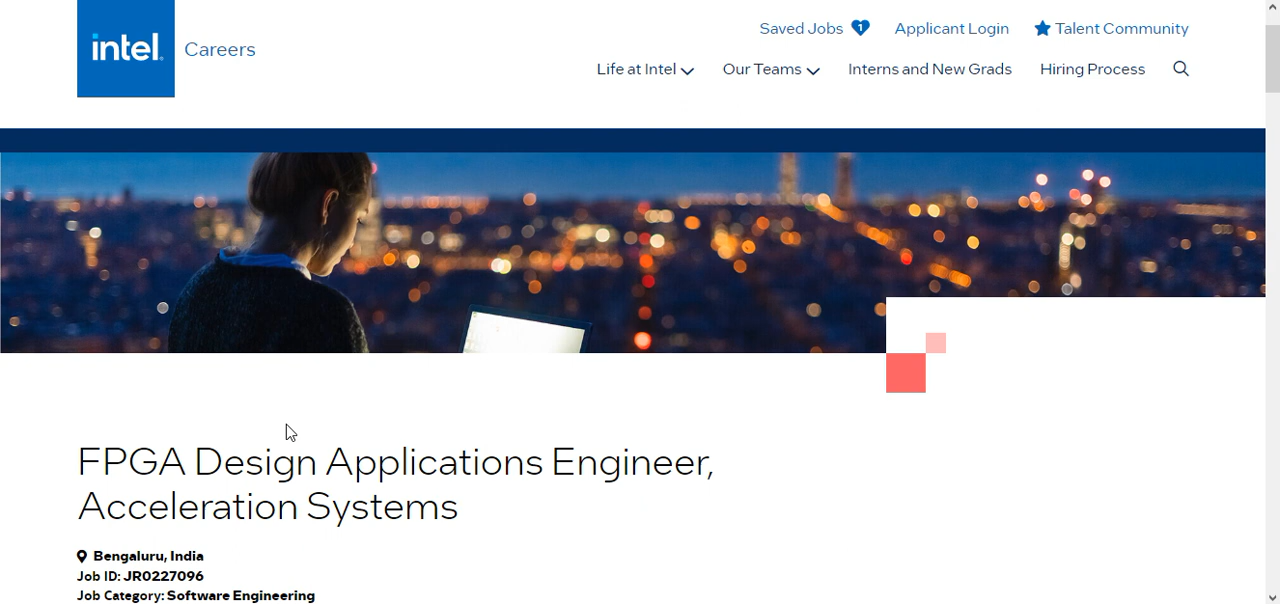 intel.
Careers
Saved Jobs 1 Applicant Login Talent Community
Life at Intel Our Teams Interns and New Grads Hiring Process
FPGA Design Applications Engineer,
Acceleration Systems
Bengaluru, India
Job ID: JR0227096
Job Category: Software Engineering